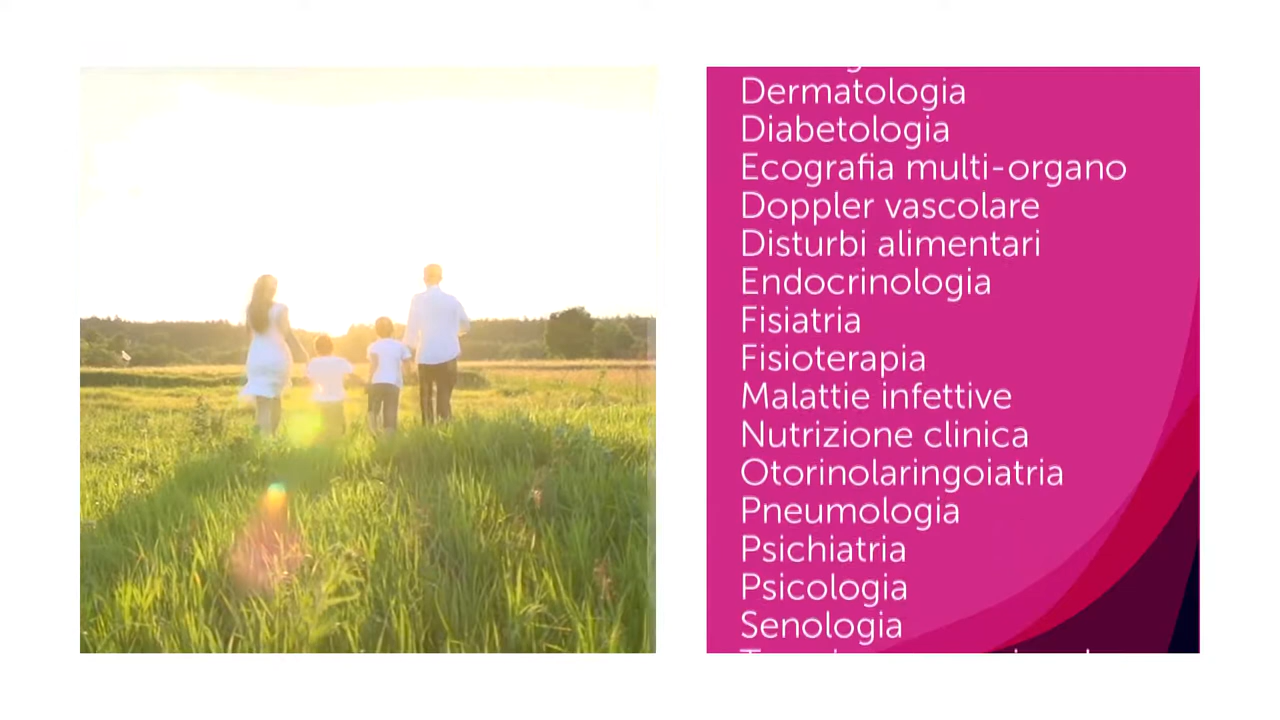 Dermatologia
Diabetologia
Ecografia multi-organo
Doppler vascolare
Disturbi alimentari
Endocrinologia
Fisiatria
Fisioterapia
Malattie infettive
Nutrizione clinica
Otorinolaringoiatria
Pneumologia
Psichiatria
Psicologia
Senologia